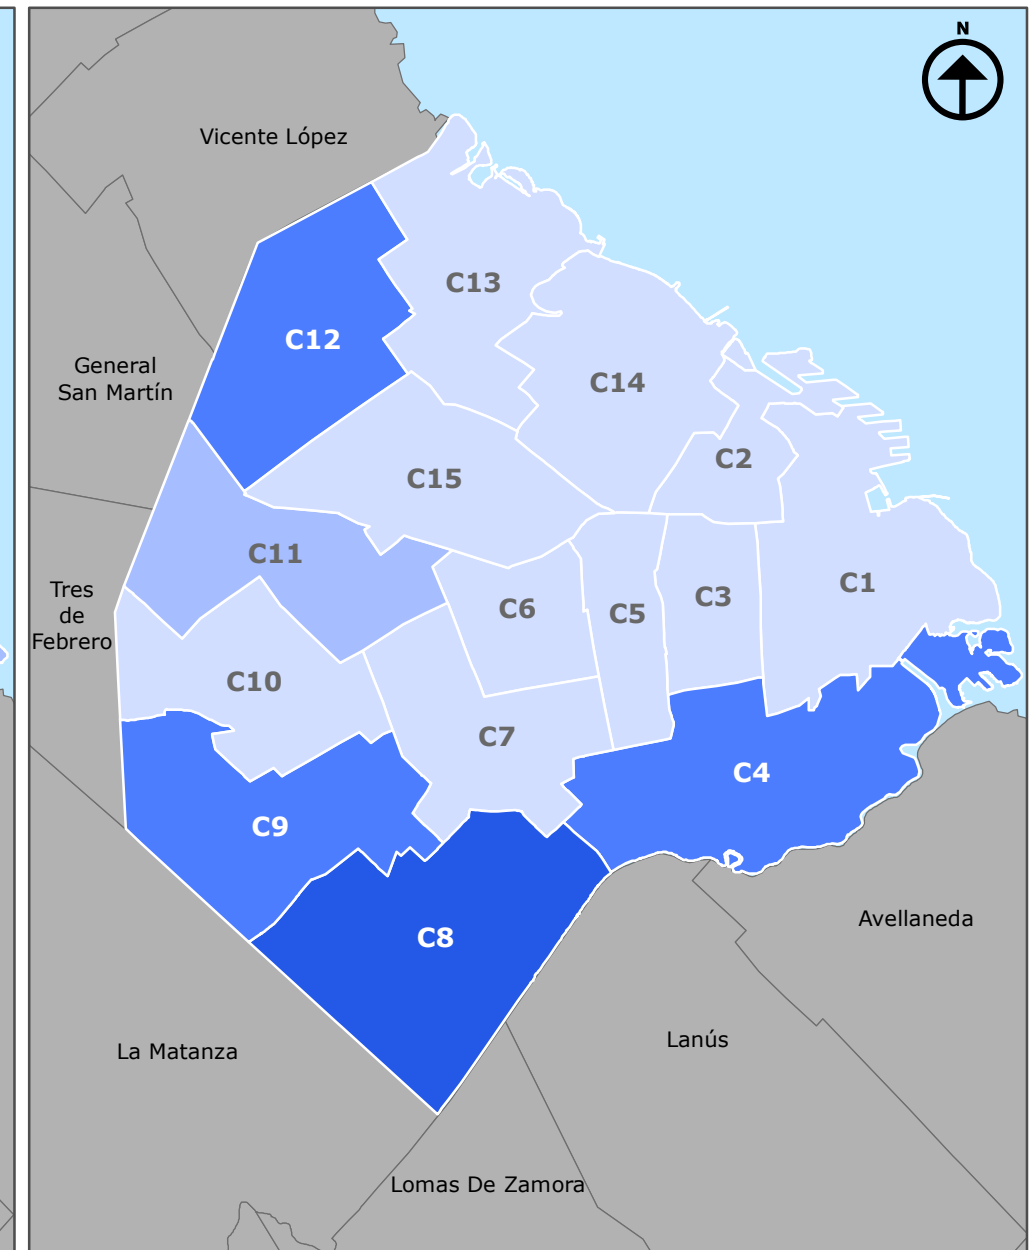 N
Vicente López
C13
C12
General
San Martín
C14
C2
C15
C11
Tres
de
Febrero
C6
C5
C3
C1
C10
C7
C4
C9
Avellaneda
C8
Lanús
La Matanza
Lomas De Zamora